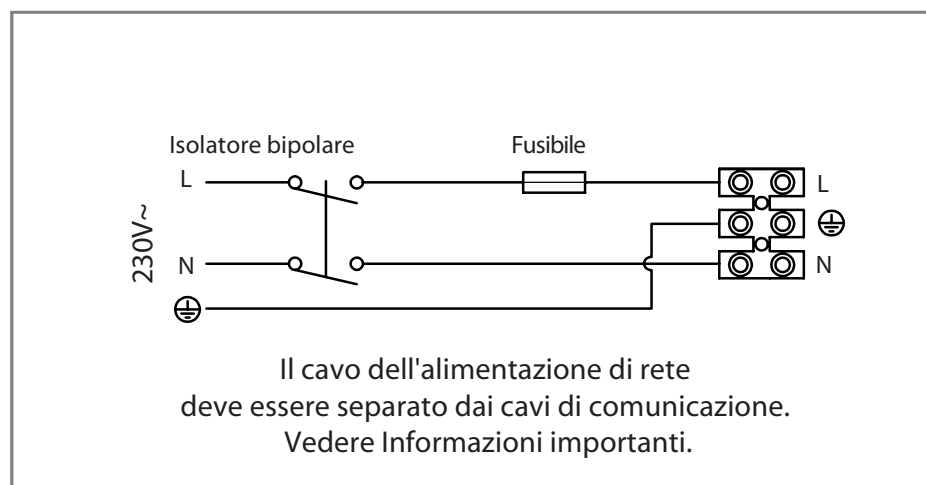 Isolatore bipolare
Fusibile
L
L
230V~
N
N
Il cavo dell'alimentazione di rete
deve essere separato dai cavi di comunicazione.
Vedere Informazioni importanti.